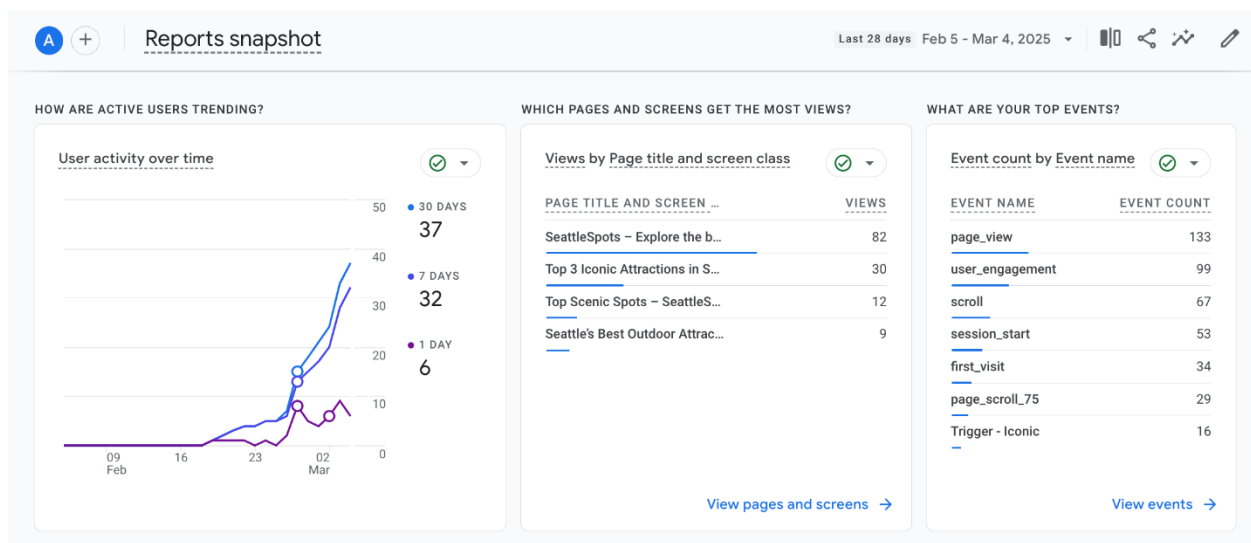 A + Reports snapshot Last 28 days Feb 5 - Mar 4, 2025
HOW ARE ACTIVE USERS TRENDING?
User activity over time
50
40
30
20
10
0
09 Feb 16 23 02 Mar
30 DAYS
37
7 DAYS
32
1 DAY
6
WHICH PAGES AND SCREENS GET THE MOST VIEWS?
Views by Page title and screen class
PAGE TITLE AND SCREEN ... VIEWS
SeattleSpots – Explore the b... 82
Top 3 Iconic Attractions in S... 30
Top Scenic Spots – SeattleS... 12
Seattle's Best Outdoor Attrac... 9
View pages and screens →
WHAT ARE YOUR TOP EVENTS?
Event count by Event name
EVENT NAME EVENT COUNT
page_view 133
user_engagement 99
scroll 67
session_start 53
first_visit 34
page_scroll_75 29
Trigger - Iconic 16
View events →